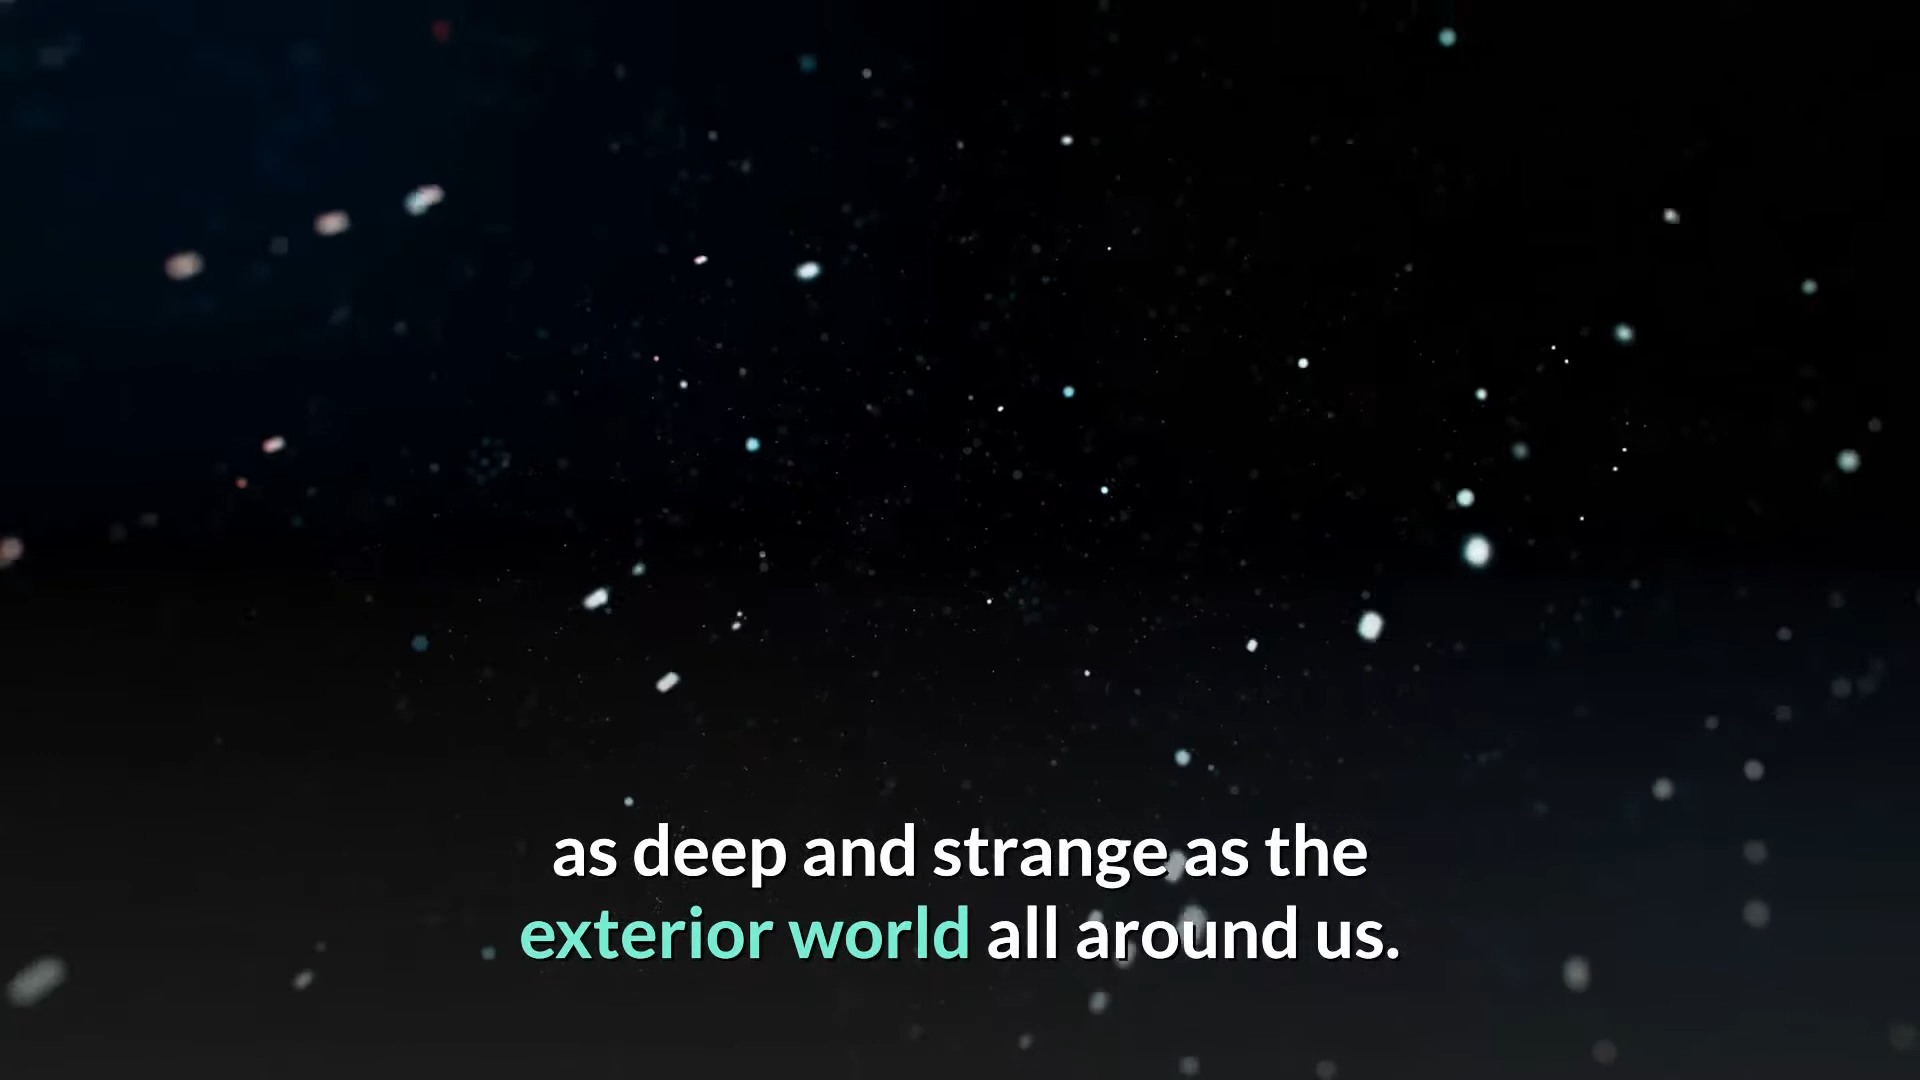 as deep and strange as the
exterior world all around us.